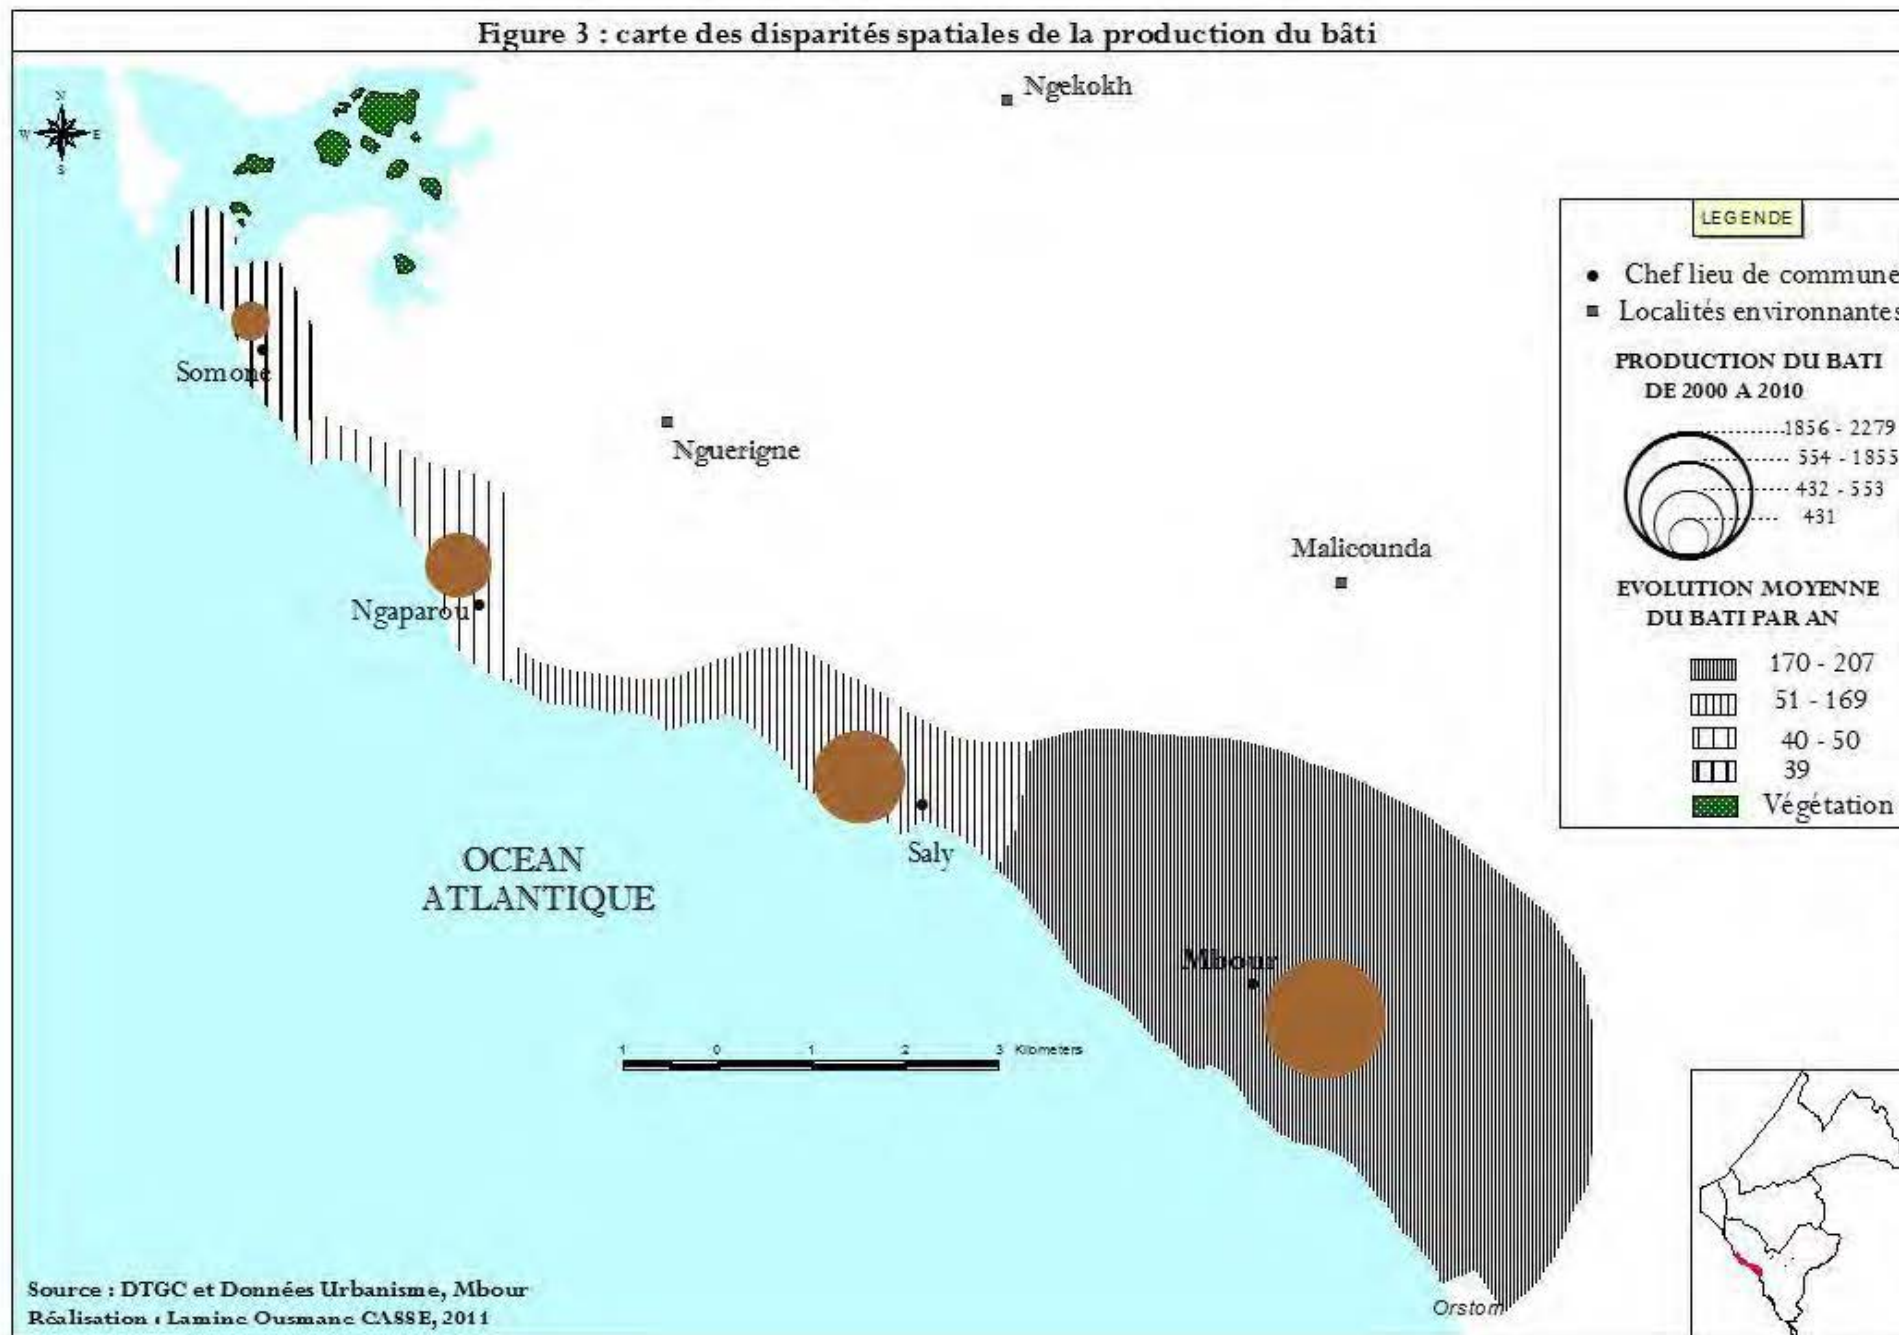 Figure 3 : carte des disparités spatiales de la production du bâti
N
W
E
S
Ngekokh
Somone
Nguerigne
Ngaparou
Malicounda
Saly
Mbour
OCEAN
ATLANTIQUE
1 0 1 2 3 Kilometers
Orstom
LEGENDE
Chef lieu de commune
Localités environnantes
PRODUCTION DU BATI
DE 2000 A 2010
1856 - 2279
554 - 1855
432 - 553
431
EVOLUTION MOYENNE
DU BATI PAR AN
170 - 207
51 - 169
40 - 50
39
Végétation
Source : DTGC et Données Urbanisme, Mbour
Réalisation : Lamine Ousmane CASSE, 2011